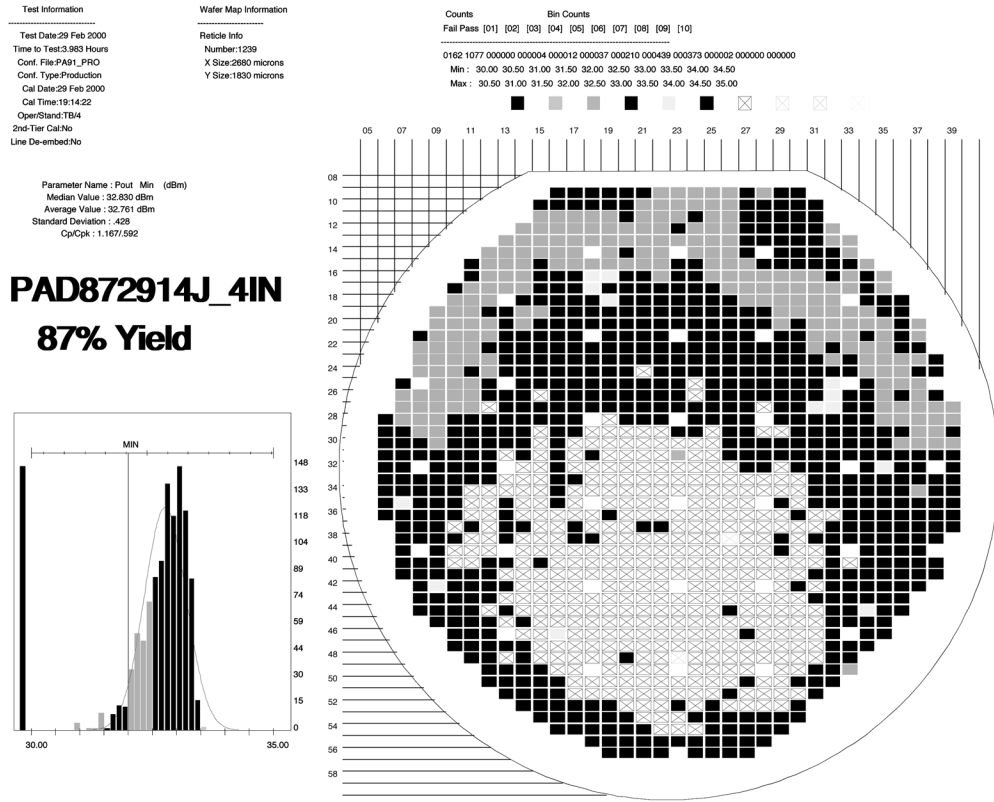 Test Information
Test Date:29 Feb 2000
Time to Test:3.983 Hours
Conf. File:PA91_PRO
Conf. Type:Production
Cal Date:29 Feb 2000
Cal Time:19:14:22
Oper/Stand:TB/4
2nd-Tier Cal:No
Line De-embed:No
Wafer Map Information
Reticle Info
Number:1239
X Size:2680 microns
Y Size:1830 microns
Counts Bin Counts
Fail Pass [01] [02] [03] [04] [05] [06] [07] [08] [09] [10]
0162 1077 000000 000004 000012 000037 000210 000439 000373 000002 000000 000000
Min : 30.00 30.50 31.00 31.50 32.00 32.50 33.00 33.50 34.00 34.50
Max : 30.50 31.00 31.50 32.00 32.50 33.00 33.50 34.00 34.50 35.00
Parameter Name : Pout Min (dBm)
Median Value : 32.830 dBm
Average Value : 32.761 dBm
Standard Deviation : .428
Cp/Cpk : 1.167/.592
PAD872914J_4IN
87% Yield
MIN
148
133
118
104
89
74
59
44
30
15
0
30.00 35.00
05 07 09 11 13 15 17 19 21 23 25 27 29 31 33 35 37 39
08
10
12
14
16
18
20
22
24
26
28
30
32
34
36
38
40
42
44
46
48
50
52
54
56
58